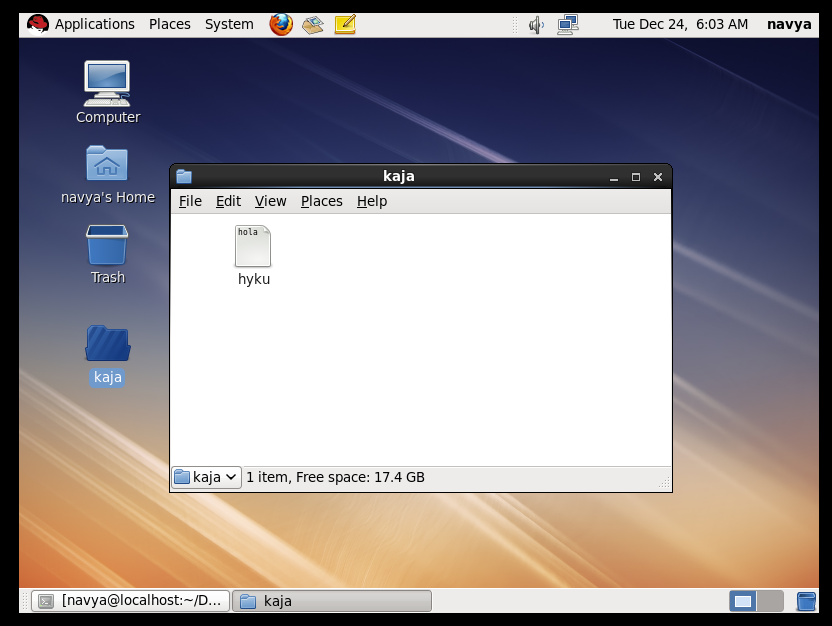 Applications Places System Tue Dec 24, 6:03 AM navya
Computer
navya's Home
Trash
kaja
kaja
File Edit View Places Help
hola
hyku
kaja 1 item, Free space: 17.4 GB
[navya@localhost:~/D... kaja